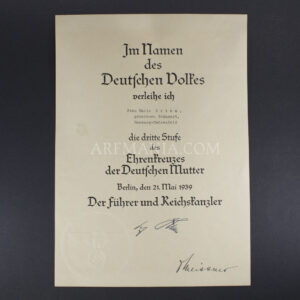 Im Namen
des
Deutschen Volkes
verleihe ich
die dritte Stufe
des
Ehrenkreuzes
der Deutschen Mutter
AREMANIA.COM
Berlin, den 21. Mai 1939
Der Führer und Reichskanzler
Meissner